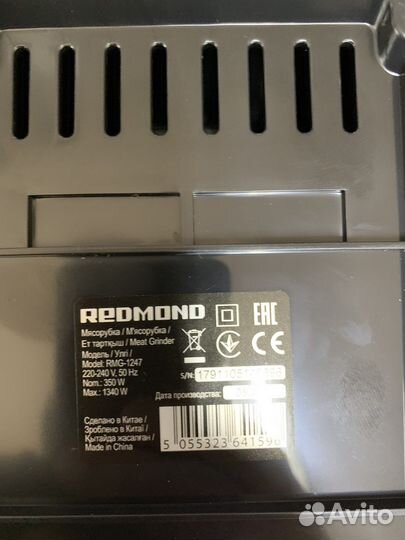 REDMOND EAC
Мясорубка / М'ясорубка /
Ет тартқыш / Meat Grinder
Модель / Үлгі /
Model: RMG-1247
220-240 V, 50 Hz
Nom.: 350 W
Max.: 1340 W
CE
S/N:
Дата производства:
Сделано в Китае /
Зроблено в Китаї /
Қытайда жасалған /
Made in China
5 055323 641596
Avito